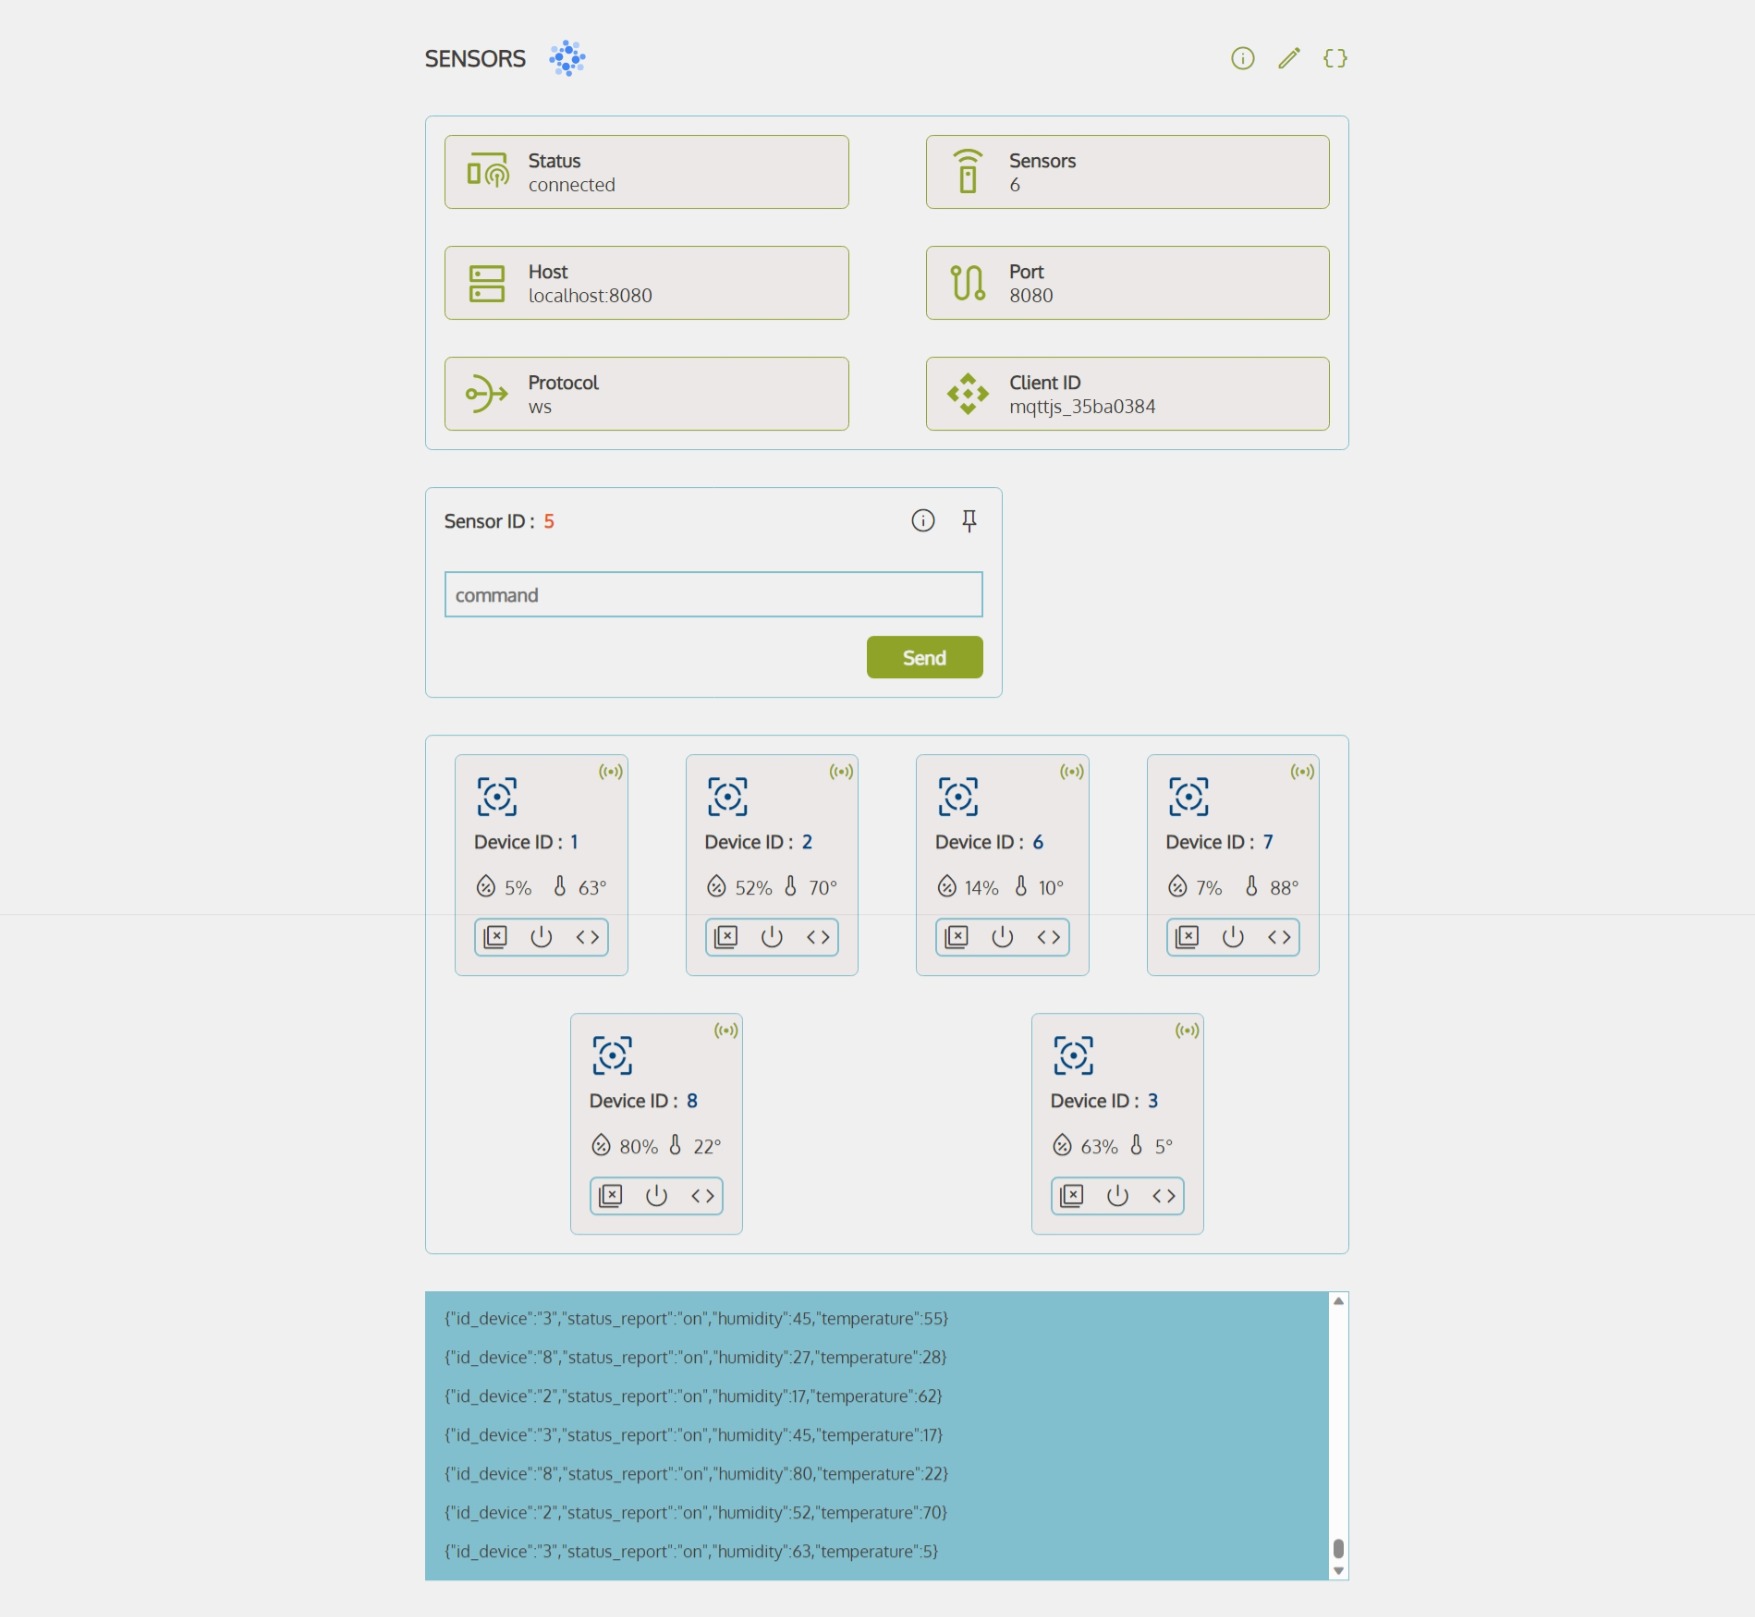 SENSORS
Status
connected
Sensors
6
Host
localhost:8080
Port
8080
Protocol
ws
Client ID
mqttjs_35ba0384
Sensor ID : 5
command
Send
Device ID : 1
5% 63°
Device ID : 2
52% 70°
Device ID : 6
14% 10°
Device ID : 7
7% 88°
Device ID : 8
80% 22°
Device ID : 3
63% 5°
{"id_device":"3","status_report":"on","humidity":45,"temperature":55}
{"id_device":"8","status_report":"on","humidity":27,"temperature":28}
{"id_device":"2","status_report":"on","humidity":17,"temperature":62}
{"id_device":"3","status_report":"on","humidity":45,"temperature":17}
{"id_device":"8","status_report":"on","humidity":80,"temperature":22}
{"id_device":"2","status_report":"on","humidity":52,"temperature":70}
{"id_device":"3","status_report":"on","humidity":63,"temperature":5}